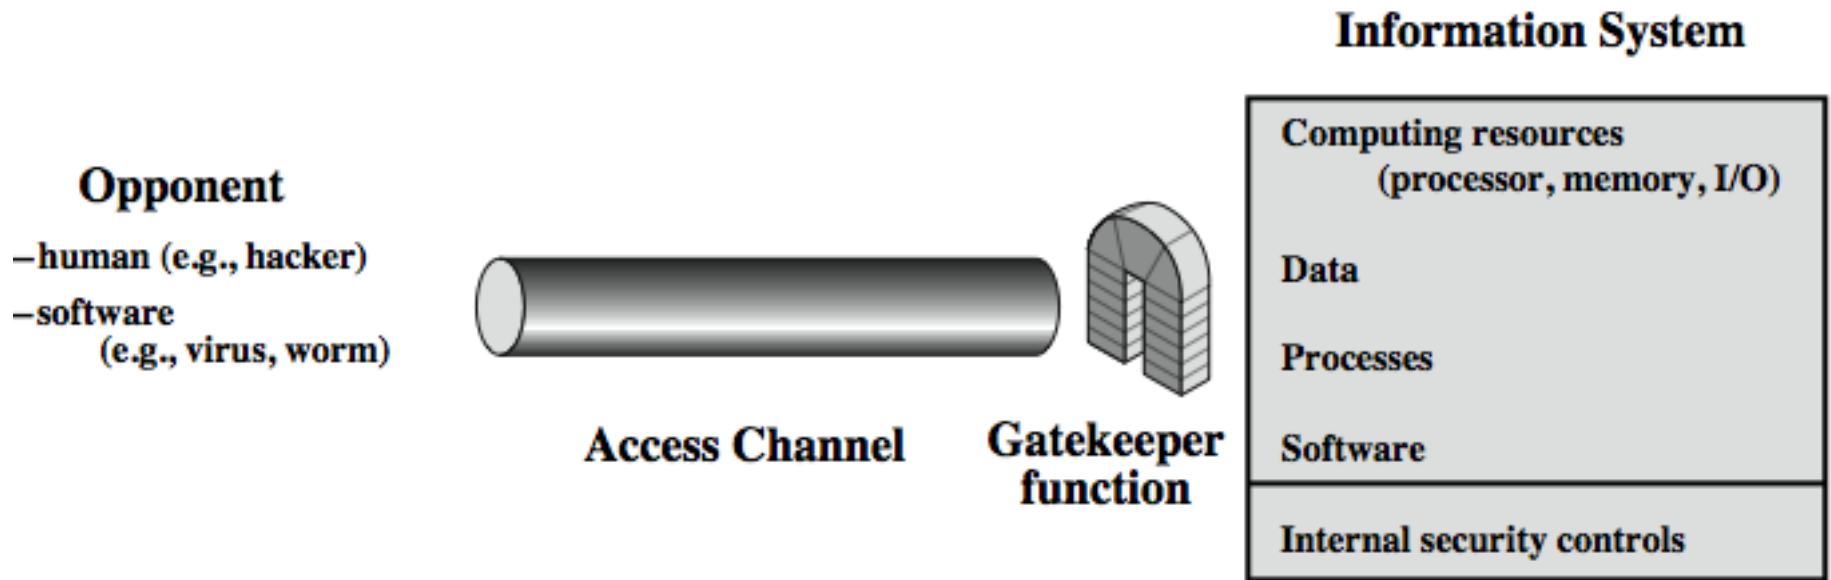 Information System
Opponent
–human (e.g., hacker)
–software
(e.g., virus, worm)
Access Channel
Gatekeeper
function
Computing resources
(processor, memory, I/O)
Data
Processes
Software
Internal security controls